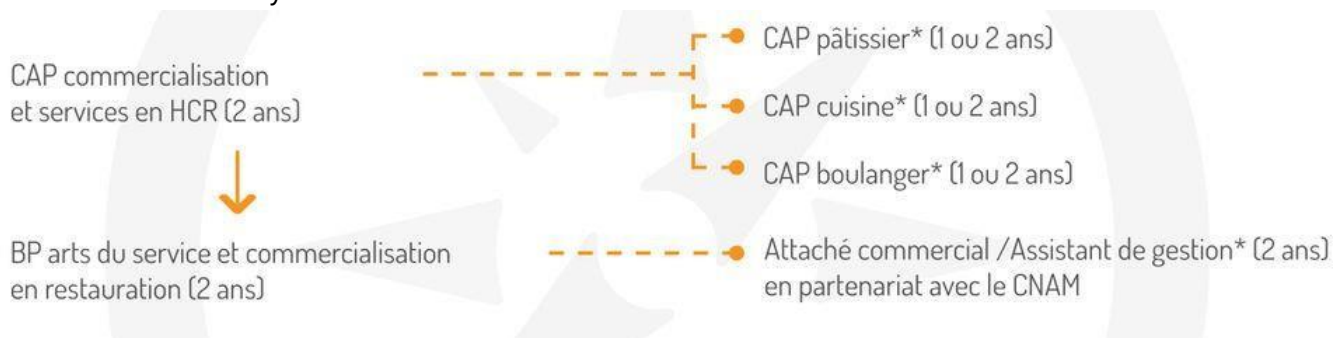 CAP pâtissier* (1 ou 2 ans)
CAP commercialisation
et services en HCR (2 ans)
CAP cuisine* (1 ou 2 ans)
CAP boulanger* (1 ou 2 ans)
BP arts du service et commercialisation
en restauration (2 ans)
Attaché commercial /Assistant de gestion* (2 ans)
en partenariat avec le CNAM